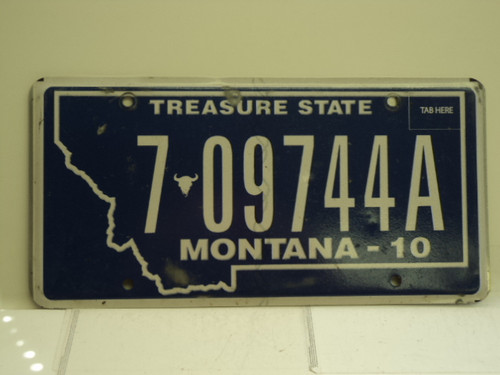 TREASURE STATE
TAB HERE
7 09744A
MONTANA - 10